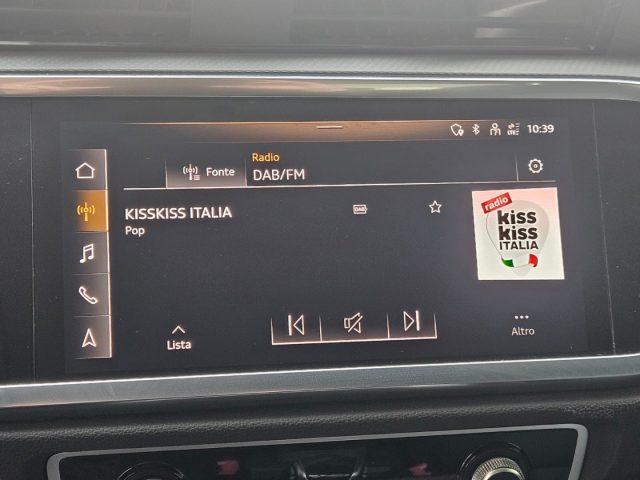 10:39
Fonte
Radio
DAB/FM
KISSKISS ITALIA
DAB
Pop
radio
kiss
kiss
ITALIA
Lista
Altro